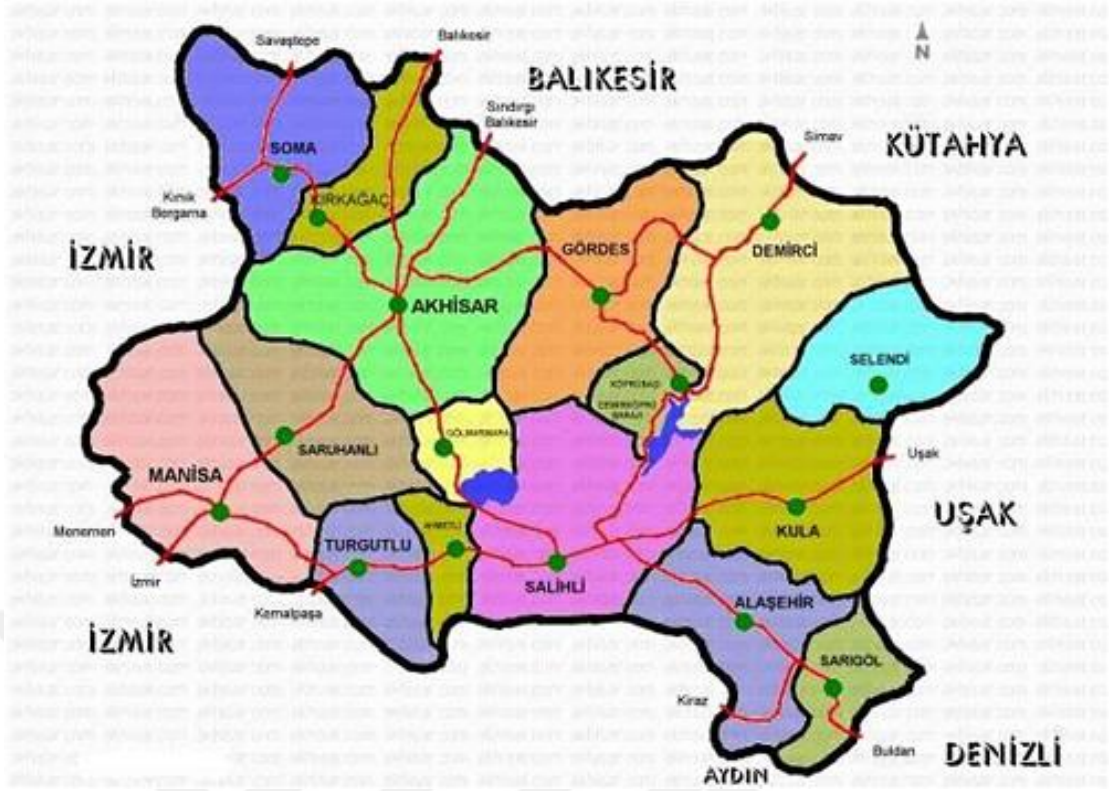 Savaştepe
Balıkesir
N
BALIKESİR
Sındırgı
Balıkesir
Simav
KÜTAHYA
SOMA
Kınık
Bergama
KIRKAĞAÇ
İZMİR
GÖRDES
DEMİRCİ
AKHİSAR
SELENDİ
KÖPRÜBAŞI
DEMİRKÖPRÜ
BARAJI
GÖLMARMARA
SARUHANLI
Uşak
MANİSA
UŞAK
Menemen
AHMETLİ
KULA
TURGUTLU
İzmir
SALİHLİ
Kemalpaşa
ALAŞEHİR
İZMİR
SARIGÖL
Kiraz
Buldan
DENİZLİ
AYDIN